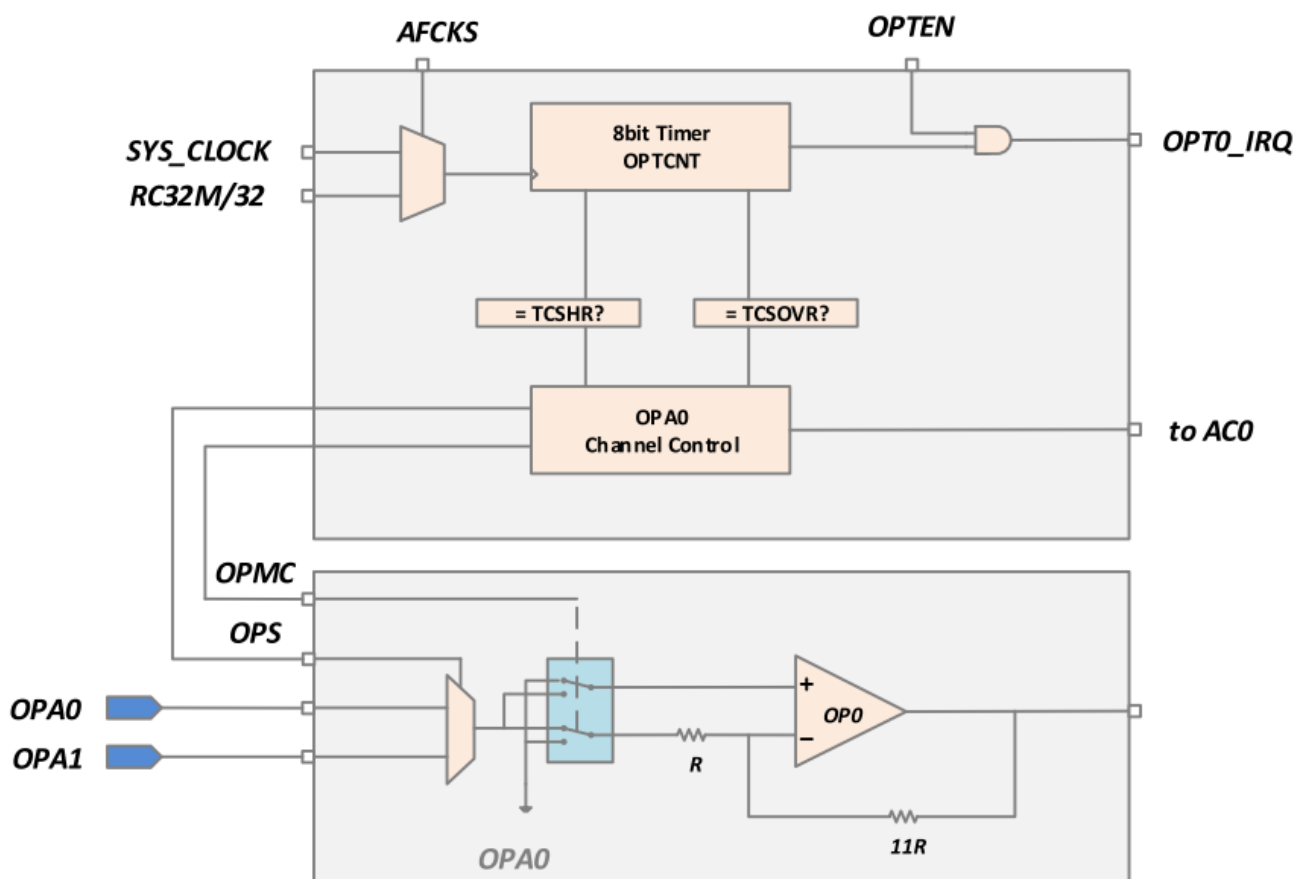 AFCKS
OPTEN
SYS_CLOCK
RC32M/32
8bit Timer
OPTCNT
OPT0_IRQ
= TCSHR?
= TCSOVR?
OPA0
Channel Control
to AC0
OPMC
OPS
OPA0
OPA1
+
OP0
−
R
11R
OPA0